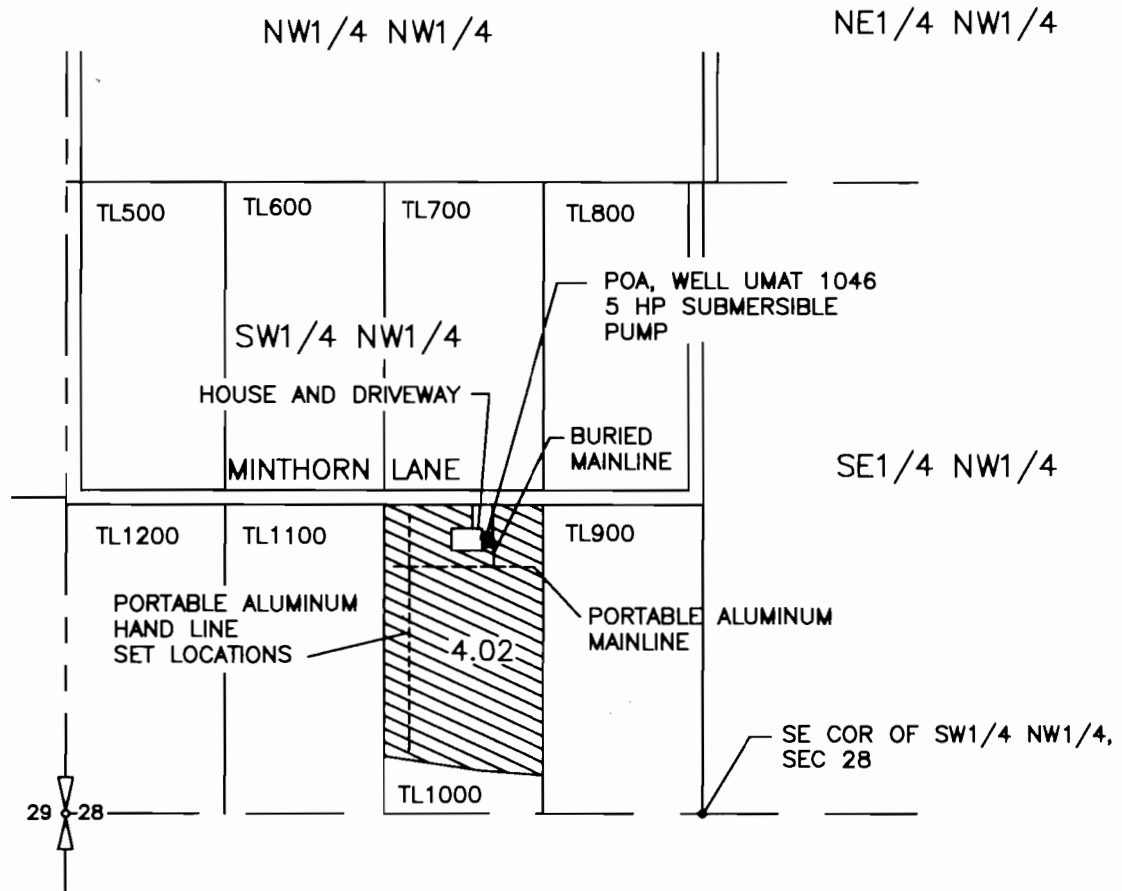 NW1/4 NW1/4
NE1/4 NW1/4
TL500
TL600
TL700
TL800
POA, WELL UMAT 1046
5 HP SUBMERSIBLE
PUMP
SW1/4 NW1/4
HOUSE AND DRIVEWAY
BURIED
MAINLINE
MINTHORN LANE
SE1/4 NW1/4
TL1200
TL1100
TL900
PORTABLE ALUMINUM
HAND LINE
SET LOCATIONS
PORTABLE ALUMINUM
MAINLINE
4.02
SE COR OF SW1/4 NW1/4,
SEC 28
TL1000
29 28